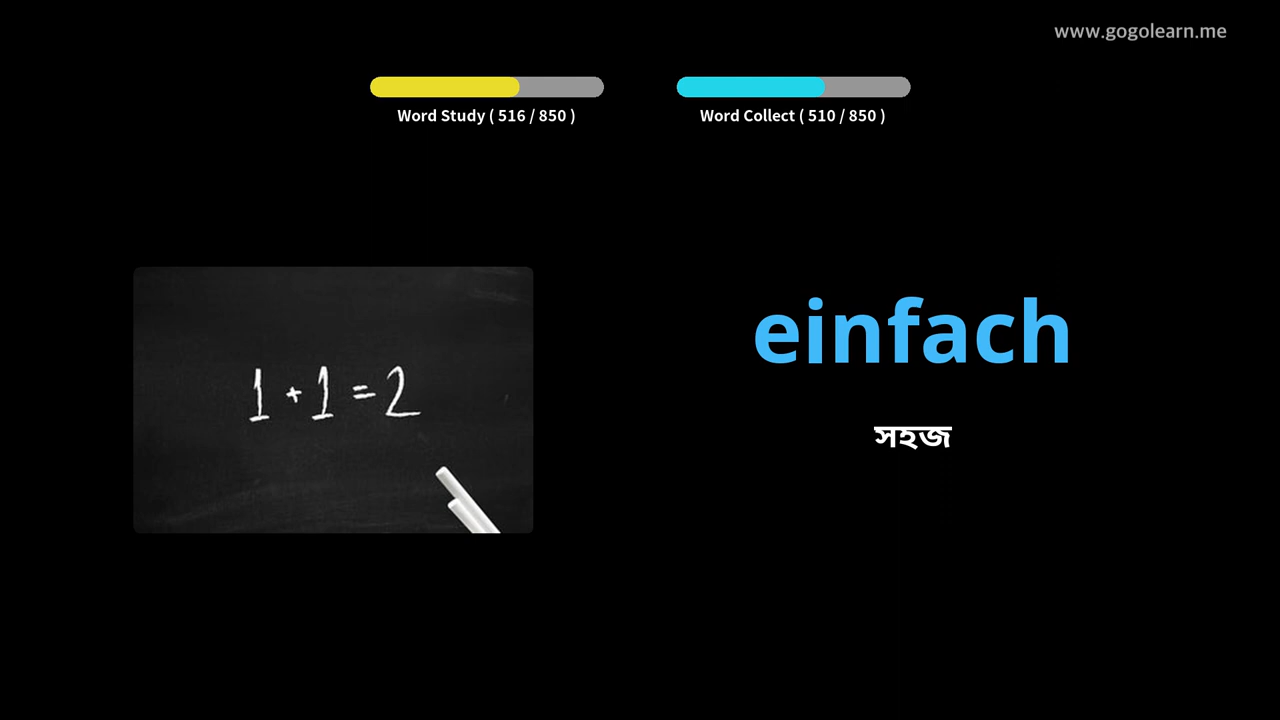 www.gogolearn.me
Word Study ( 516 / 850 )
Word Collect ( 510 / 850 )
1 + 1 = 2
einfach
সহজ